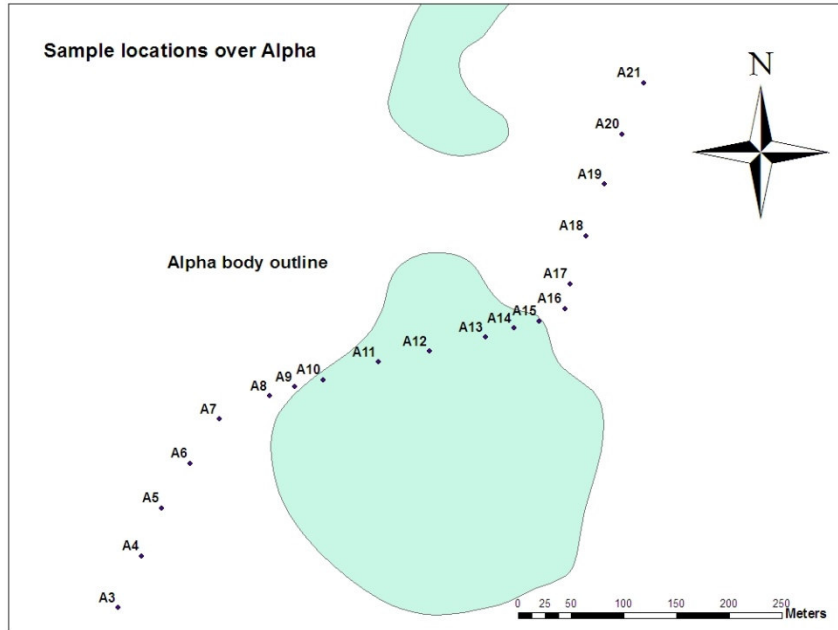 Sample locations over Alpha
N
A21
A20
A19
A18
Alpha body outline
A17
A16
A15
A14
A13
A12
A11
A10
A9
A8
A7
A6
A5
A4
A3
0 25 50 100 150 200 250
Meters